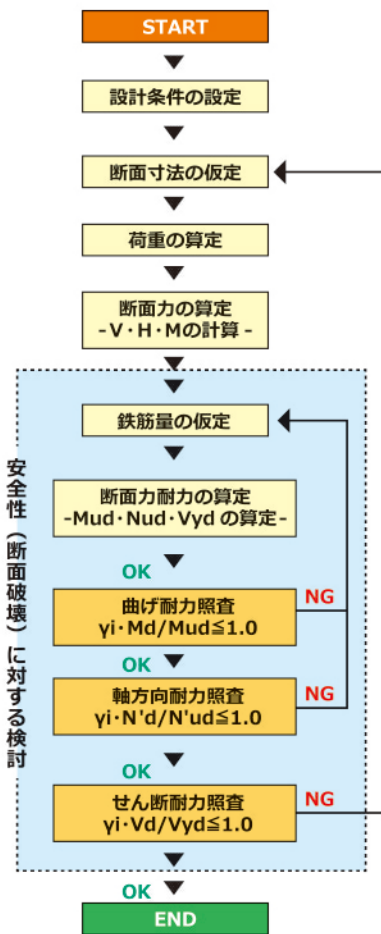 START
設計条件の設定
断面寸法の仮定
荷重の算定
断面力の算定
-V・H・Mの計算-
安全性（断面破壊）に対する検討
鉄筋量の仮定
断面力耐力の算定
-Mud・Nud・Vyd の算定-
OK
曲げ耐力照査
γi・Md/Mud≦1.0
NG
OK
軸方向耐力照査
γi・N'd/N'ud≦1.0
NG
OK
せん断耐力照査
γi・Vd/Vyd≦1.0
NG
OK
END